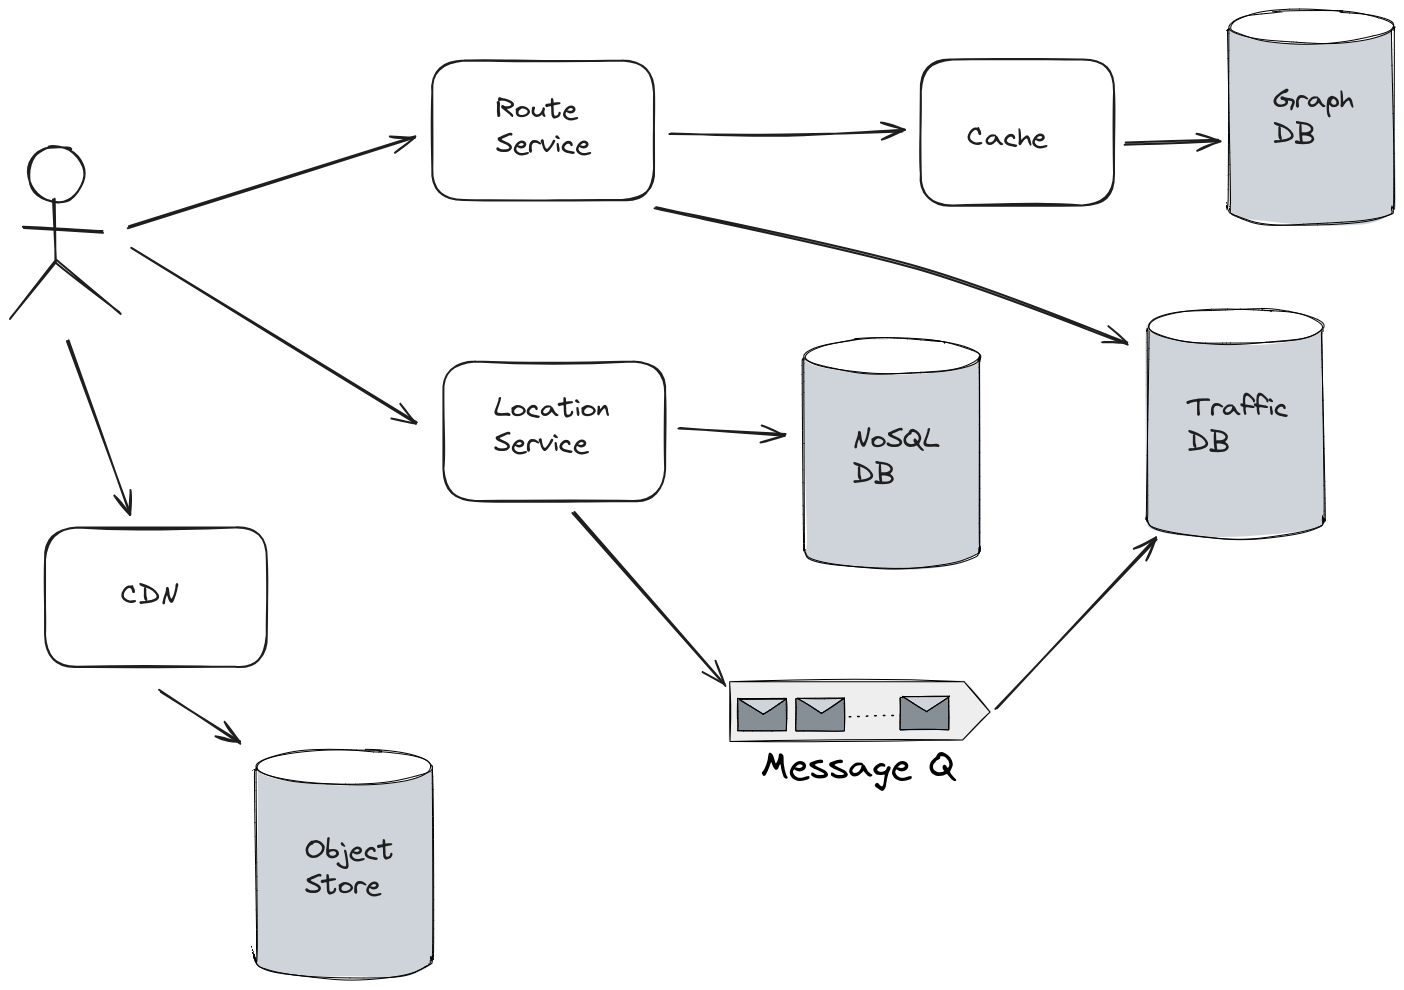 Route
Service
Cache
Graph
DB
Location
Service
NoSQL
DB
Traffic
DB
CDN
Message Q
Object
Store